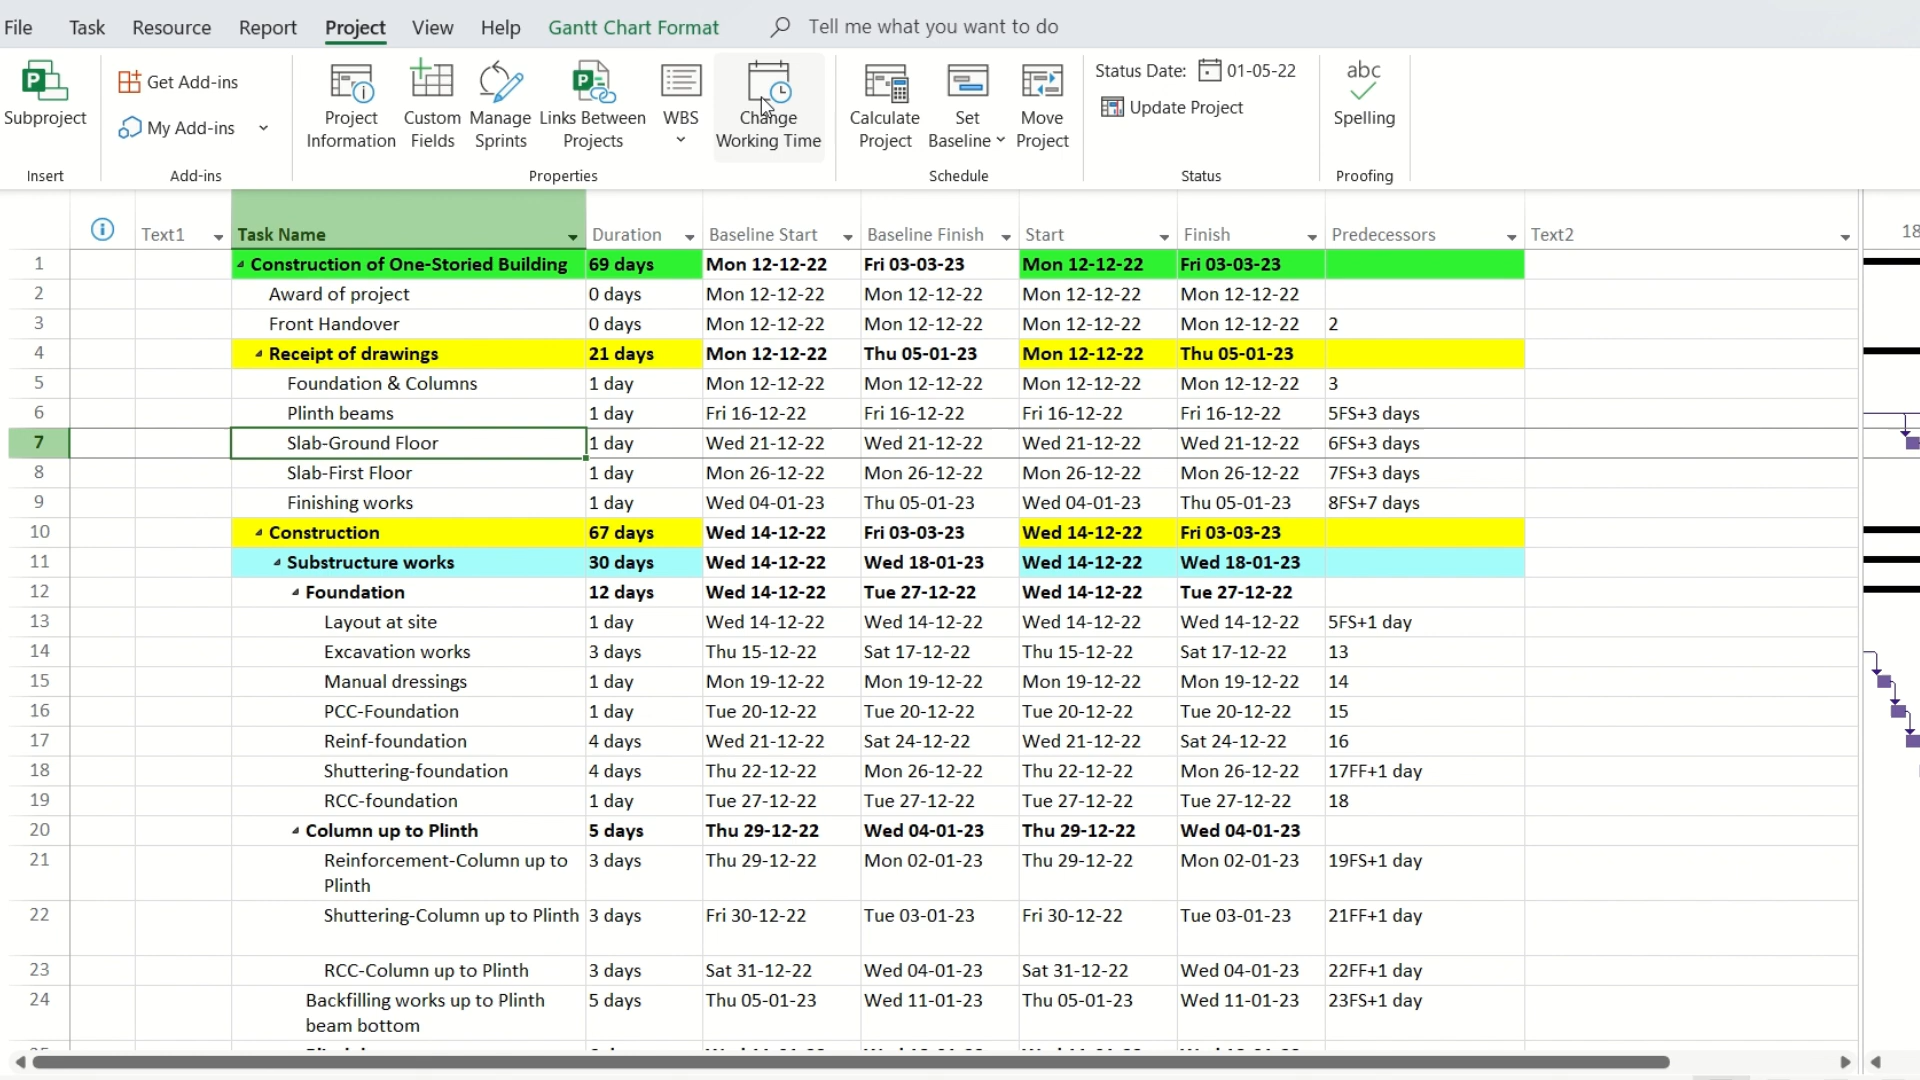 File Task Resource Report Project View Help Gantt Chart Format Tell me what you want to do
Subproject
Get Add-ins
My Add-ins
Project Information
Custom Fields
Manage Sprints
Links Between Projects
WBS
Change Working Time
Calculate Project
Set Baseline
Move Project
Status Date: 01-05-22
Update Project
abc
Spelling
Insert Add-ins Properties Schedule Status Proofing
Text1 Task Name Duration Baseline Start Baseline Finish Start Finish Predecessors Text2 18
1 Construction of One-Storied Building 69 days Mon 12-12-22 Fri 03-03-23 Mon 12-12-22 Fri 03-03-23
2 Award of project 0 days Mon 12-12-22 Mon 12-12-22 Mon 12-12-22 Mon 12-12-22
3 Front Handover 0 days Mon 12-12-22 Mon 12-12-22 Mon 12-12-22 Mon 12-12-22 2
4 Receipt of drawings 21 days Mon 12-12-22 Thu 05-01-23 Mon 12-12-22 Thu 05-01-23
5 Foundation & Columns 1 day Mon 12-12-22 Mon 12-12-22 Mon 12-12-22 Mon 12-12-22 3
6 Plinth beams 1 day Fri 16-12-22 Fri 16-12-22 Fri 16-12-22 Fri 16-12-22 5FS+3 days
7 Slab-Ground Floor 1 day Wed 21-12-22 Wed 21-12-22 Wed 21-12-22 Wed 21-12-22 6FS+3 days
8 Slab-First Floor 1 day Mon 26-12-22 Mon 26-12-22 Mon 26-12-22 Mon 26-12-22 7FS+3 days
9 Finishing works 1 day Wed 04-01-23 Thu 05-01-23 Wed 04-01-23 Thu 05-01-23 8FS+7 days
10 Construction 67 days Wed 14-12-22 Fri 03-03-23 Wed 14-12-22 Fri 03-03-23
11 Substructure works 30 days Wed 14-12-22 Wed 18-01-23 Wed 14-12-22 Wed 18-01-23
12 Foundation 12 days Wed 14-12-22 Tue 27-12-22 Wed 14-12-22 Tue 27-12-22
13 Layout at site 1 day Wed 14-12-22 Wed 14-12-22 Wed 14-12-22 Wed 14-12-22 5FS+1 day
14 Excavation works 3 days Thu 15-12-22 Sat 17-12-22 Thu 15-12-22 Sat 17-12-22 13
15 Manual dressings 1 day Mon 19-12-22 Mon 19-12-22 Mon 19-12-22 Mon 19-12-22 14
16 PCC-Foundation 1 day Tue 20-12-22 Tue 20-12-22 Tue 20-12-22 Tue 20-12-22 15
17 Reinf-foundation 4 days Wed 21-12-22 Sat 24-12-22 Wed 21-12-22 Sat 24-12-22 16
18 Shuttering-foundation 4 days Thu 22-12-22 Mon 26-12-22 Thu 22-12-22 Mon 26-12-22 17FF+1 day
19 RCC-foundation 1 day Tue 27-12-22 Tue 27-12-22 Tue 27-12-22 Tue 27-12-22 18
20 Column up to Plinth 5 days Thu 29-12-22 Wed 04-01-23 Thu 29-12-22 Wed 04-01-23
21 Reinforcement-Column up to 3 days Thu 29-12-22 Mon 02-01-23 Thu 29-12-22 Mon 02-01-23 19FS+1 day
Plinth
22 Shuttering-Column up to Plinth 3 days Fri 30-12-22 Tue 03-01-23 Fri 30-12-22 Tue 03-01-23 21FF+1 day
23 RCC-Column up to Plinth 3 days Sat 31-12-22 Wed 04-01-23 Sat 31-12-22 Wed 04-01-23 22FF+1 day
24 Backfilling works up to Plinth 5 days Thu 05-01-23 Wed 11-01-23 Thu 05-01-23 Wed 11-01-23 23FS+1 day
beam bottom